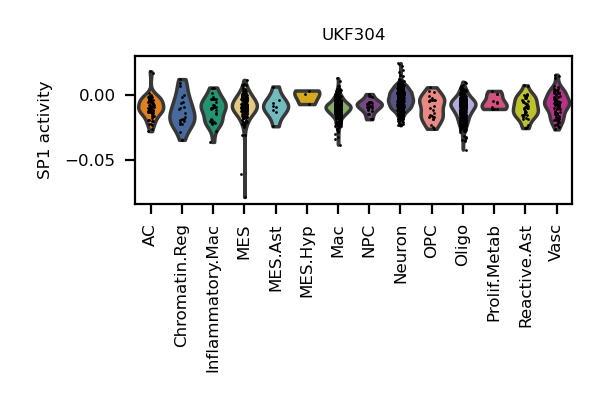 UKF304
SP1 activity
0.00
−0.05
AC
Chromatin.Reg
Inflammatory.Mac
MES
MES.Ast
MES.Hyp
Mac
NPC
Neuron
OPC
Oligo
Prolif.Metab
Reactive.Ast
Vasc